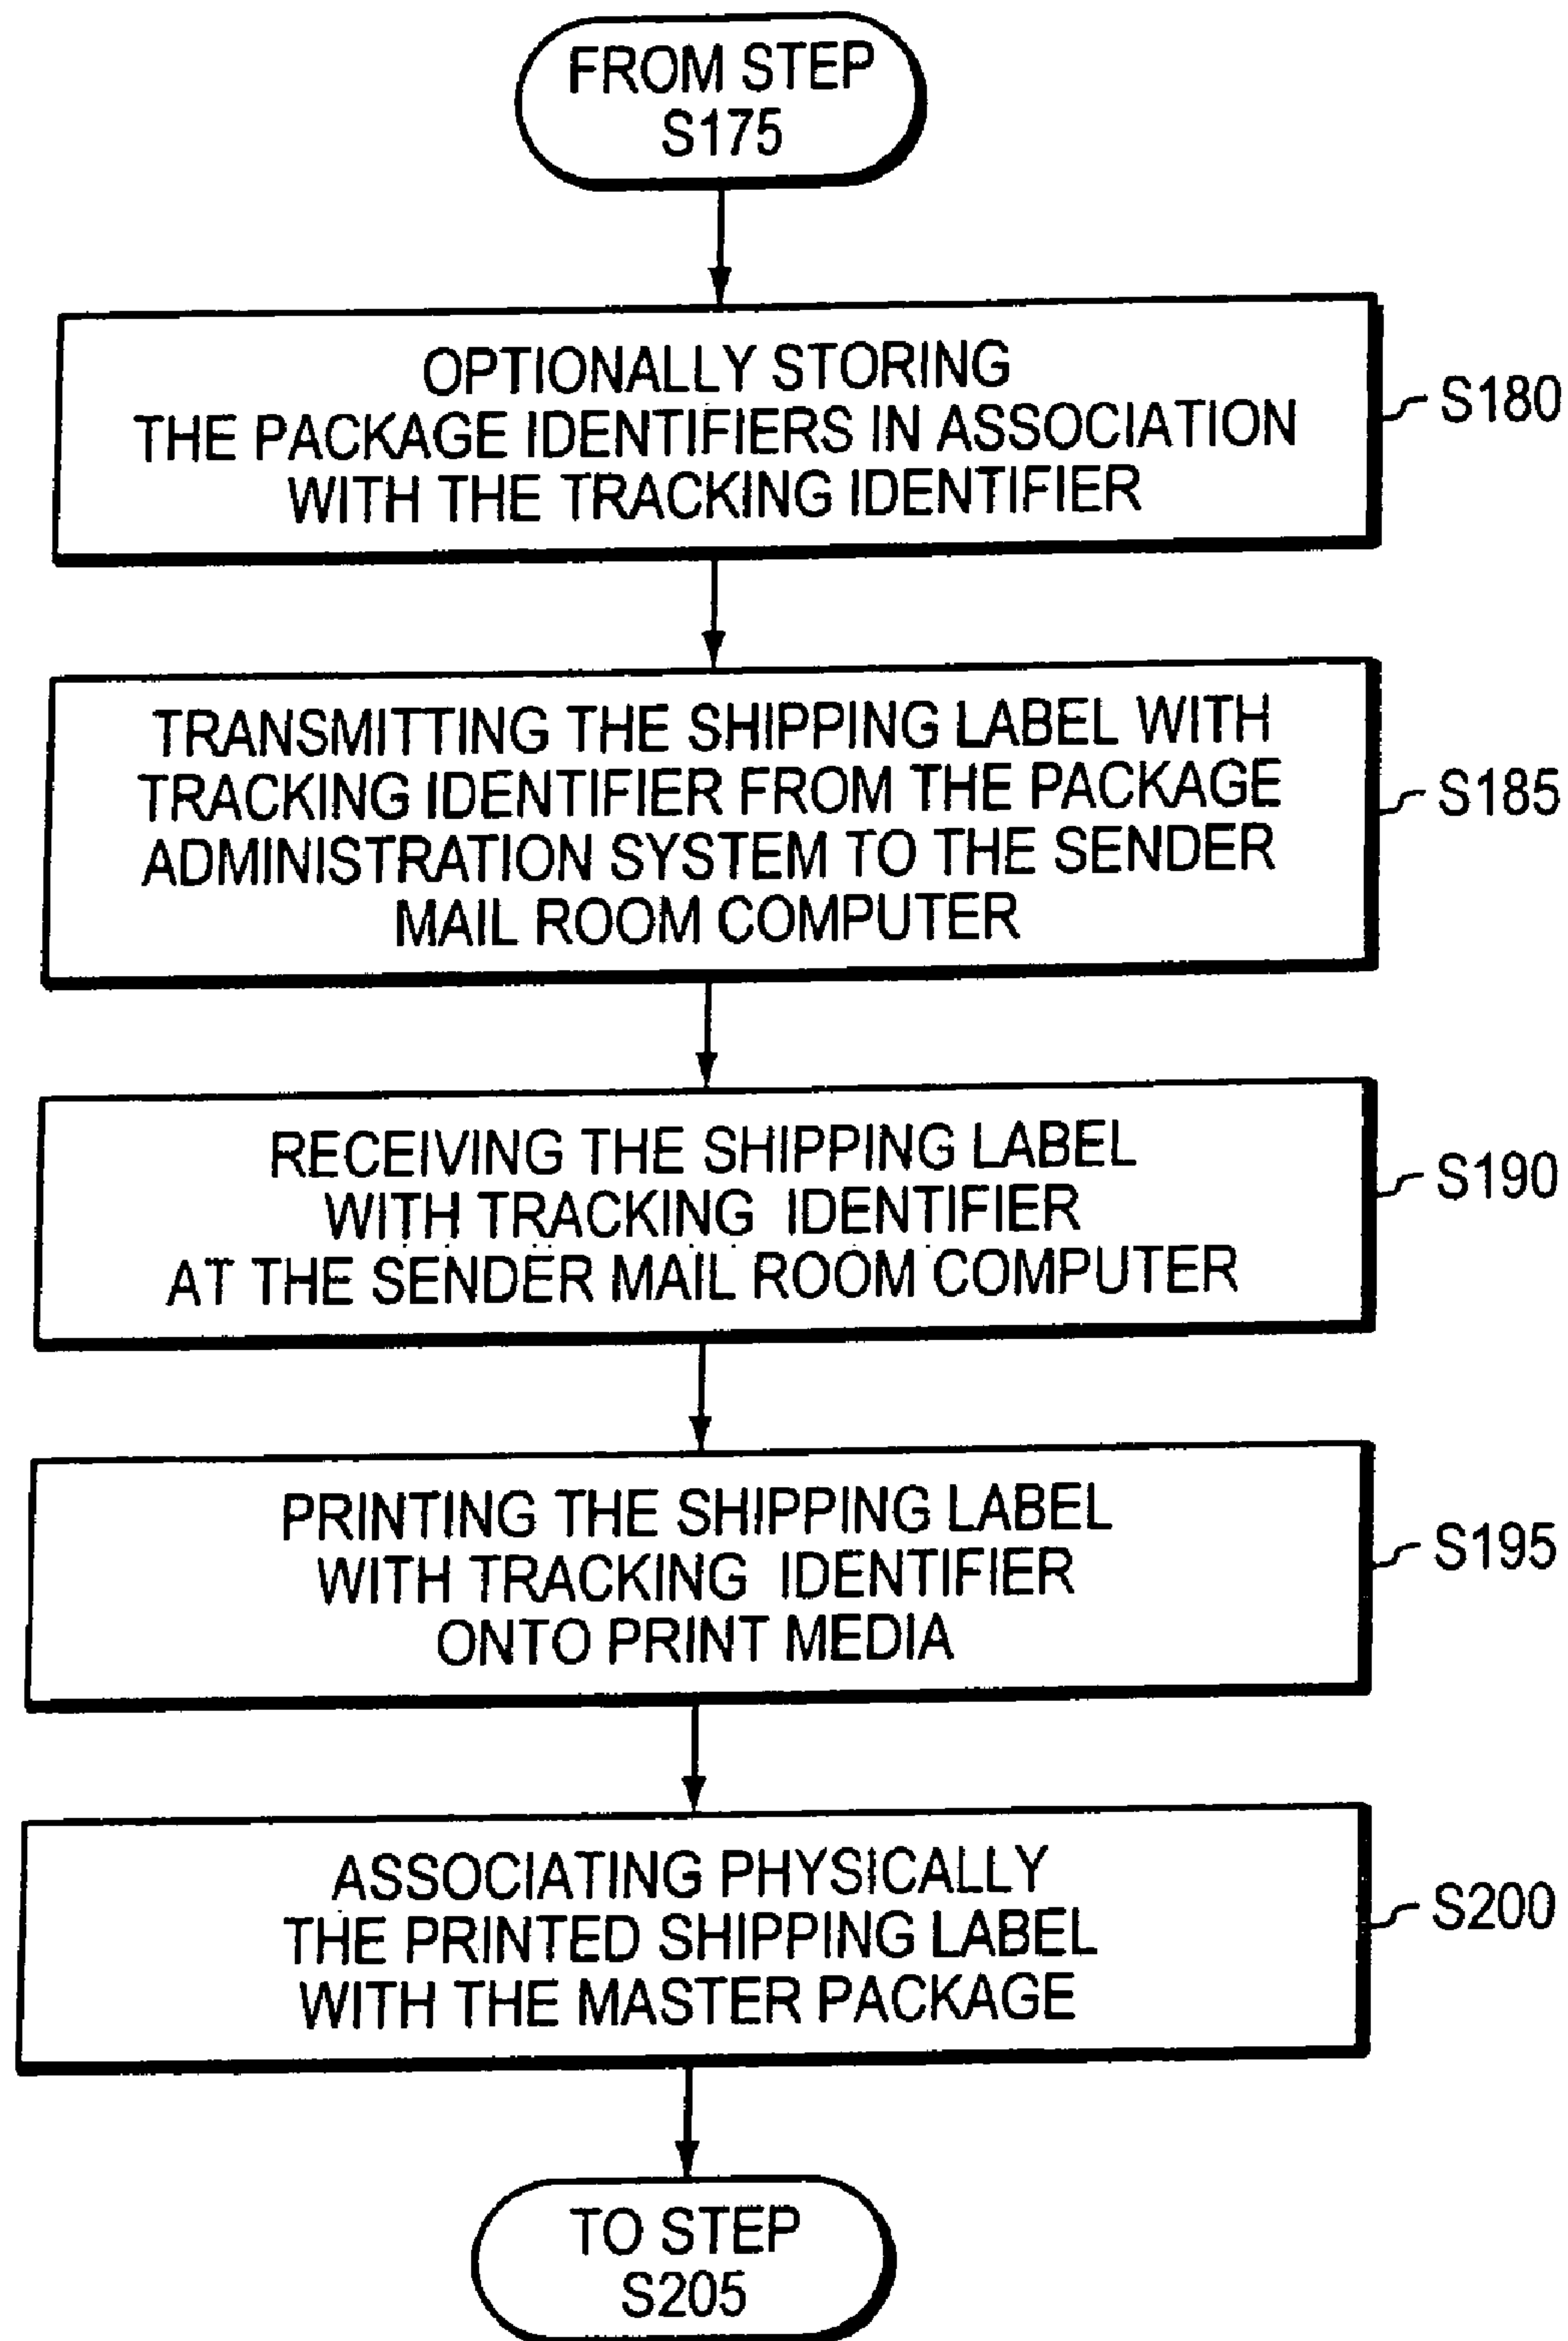 FROM STEP
S175
OPTIONALLY STORING
THE PACKAGE IDENTIFIERS IN ASSOCIATION
WITH THE TRACKING IDENTIFIER
S180
TRANSMITTING THE SHIPPING LABEL WITH
TRACKING IDENTIFIER FROM THE PACKAGE
ADMINISTRATION SYSTEM TO THE SENDER
MAIL ROOM COMPUTER
S185
RECEIVING THE SHIPPING LABEL
WITH TRACKING IDENTIFIER
AT THE SENDER MAIL ROOM COMPUTER
S190
PRINTING THE SHIPPING LABEL
WITH TRACKING IDENTIFIER
ONTO PRINT MEDIA
S195
ASSOCIATING PHYSICALLY
THE PRINTED SHIPPING LABEL
WITH THE MASTER PACKAGE
S200
TO STEP
S205